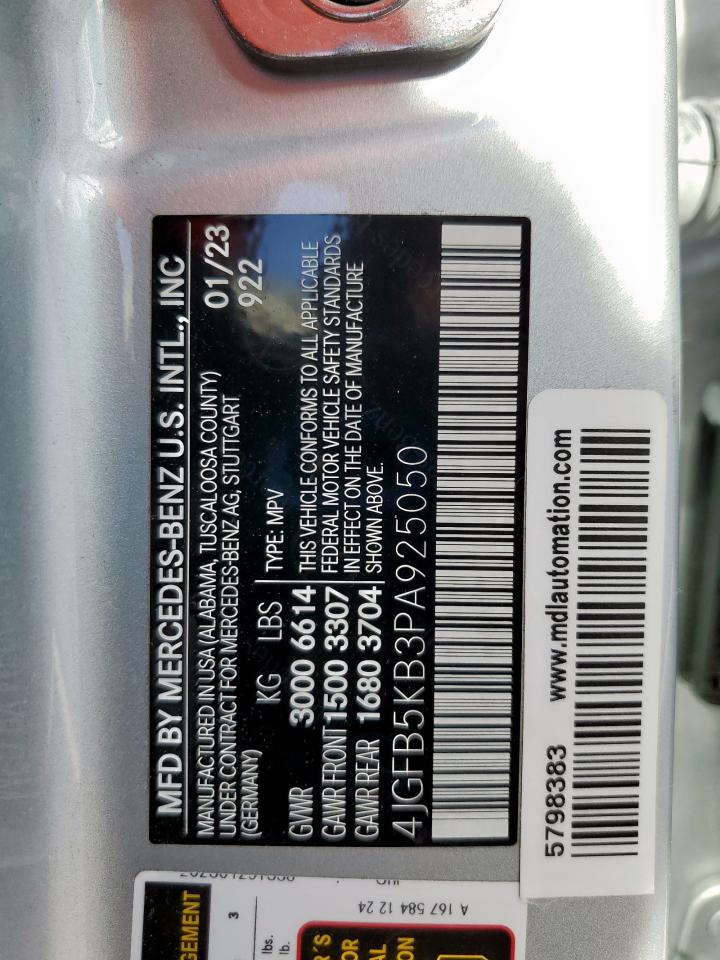 MFD BY MERCEDES-BENZ U.S. INTL., INC
MANUFACTURED IN USA (ALABAMA, TUSCALOOSA COUNTY)
UNDER CONTRACT FOR MERCEDES-BENZ AG, STUTTGART
(GERMANY)
01/23
922
KG LBS
GVWR 3000 6614
GAWR FRONT 1500 3307
GAWR REAR 1680 3704
TYPE: MPV
THIS VEHICLE CONFORMS TO ALL APPLICABLE
FEDERAL MOTOR VEHICLE SAFETY STANDARDS
IN EFFECT ON THE DATE OF MANUFACTURE
SHOWN ABOVE.
4JGFB5KB3PA925050
5798383 www.mdlautomation.com
A 167 584 12 24
3
lbs.
lb.